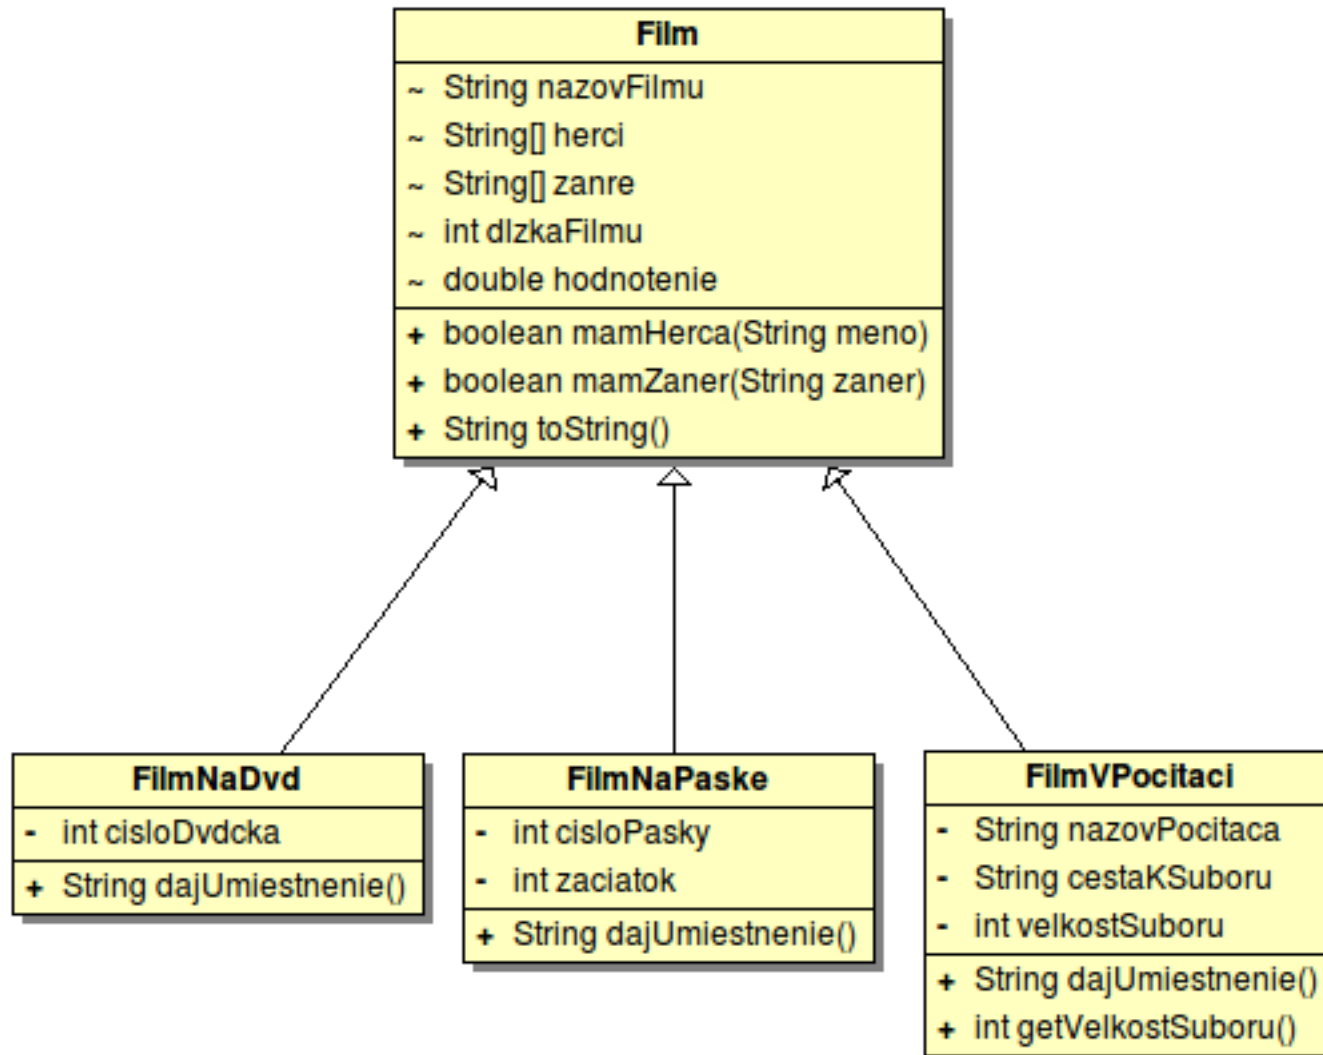 Film
~ String nazovFilmu
~ String[] herci
~ String[] zanre
~ int dlzkaFilmu
~ double hodnotenie
+ boolean mamHerca(String meno)
+ boolean mamZaner(String zaner)
+ String toString()
FilmNaDvd
- int cisloDvdcka
+ String dajUmiestnenie()
FilmNaPaske
- int cisloPasky
- int zaciatok
+ String dajUmiestnenie()
FilmVPocitaci
- String nazovPocitaca
- String cestaKSuboru
- int velkostSuboru
+ String dajUmiestnenie()
+ int getVelkostSuboru()